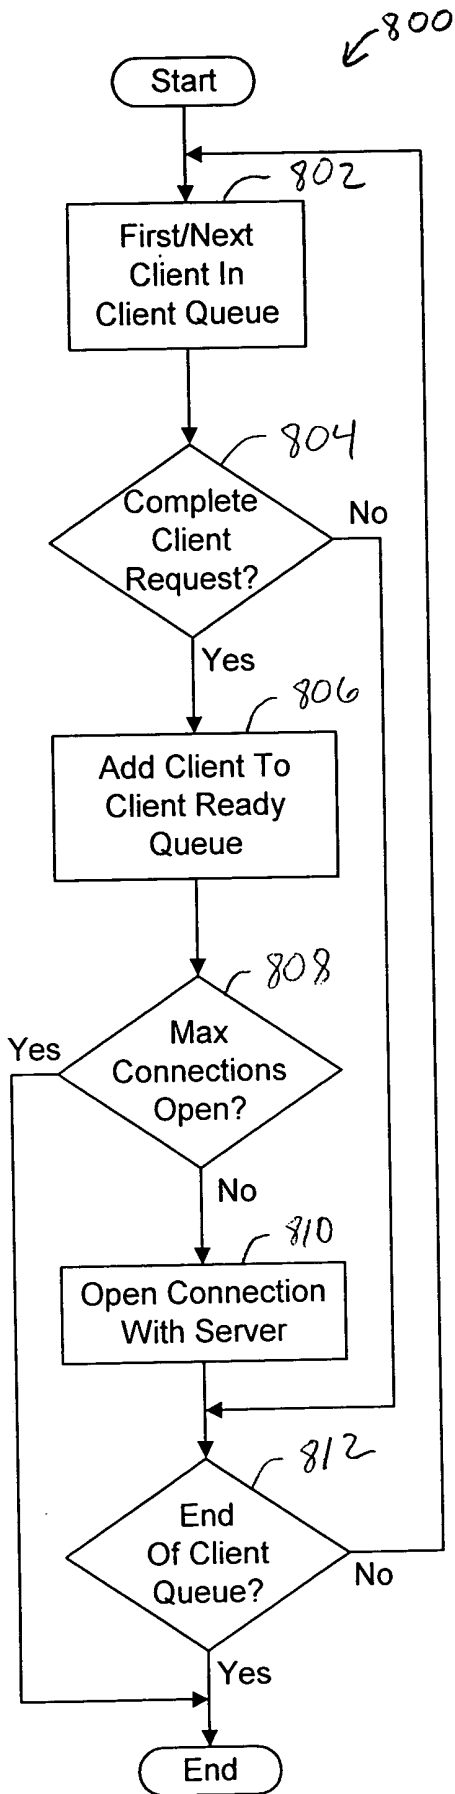 800
Start
802
First/Next
Client In
Client Queue
804
Complete
Client
Request?
No
Yes
806
Add Client To
Client Ready
Queue
808
Yes
Max
Connections
Open?
No
810
Open Connection
With Server
812
End
Of Client
Queue?
No
Yes
End